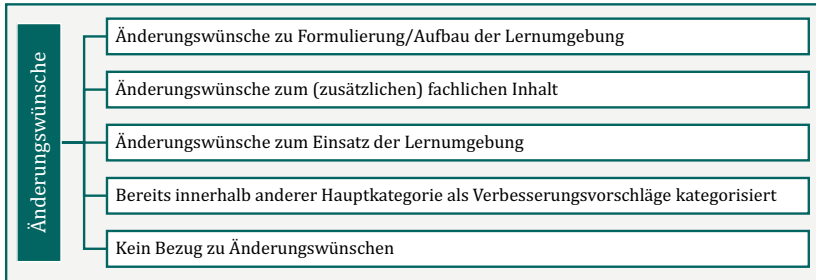 Änderungswünsche
Änderungswünsche zu Formulierung/Aufbau der Lernumgebung
Änderungswünsche zum (zusätzlichen) fachlichen Inhalt
Änderungswünsche zum Einsatz der Lernumgebung
Bereits innerhalb anderer Hauptkategorie als Verbesserungsvorschläge kategorisiert
Kein Bezug zu Änderungswünschen